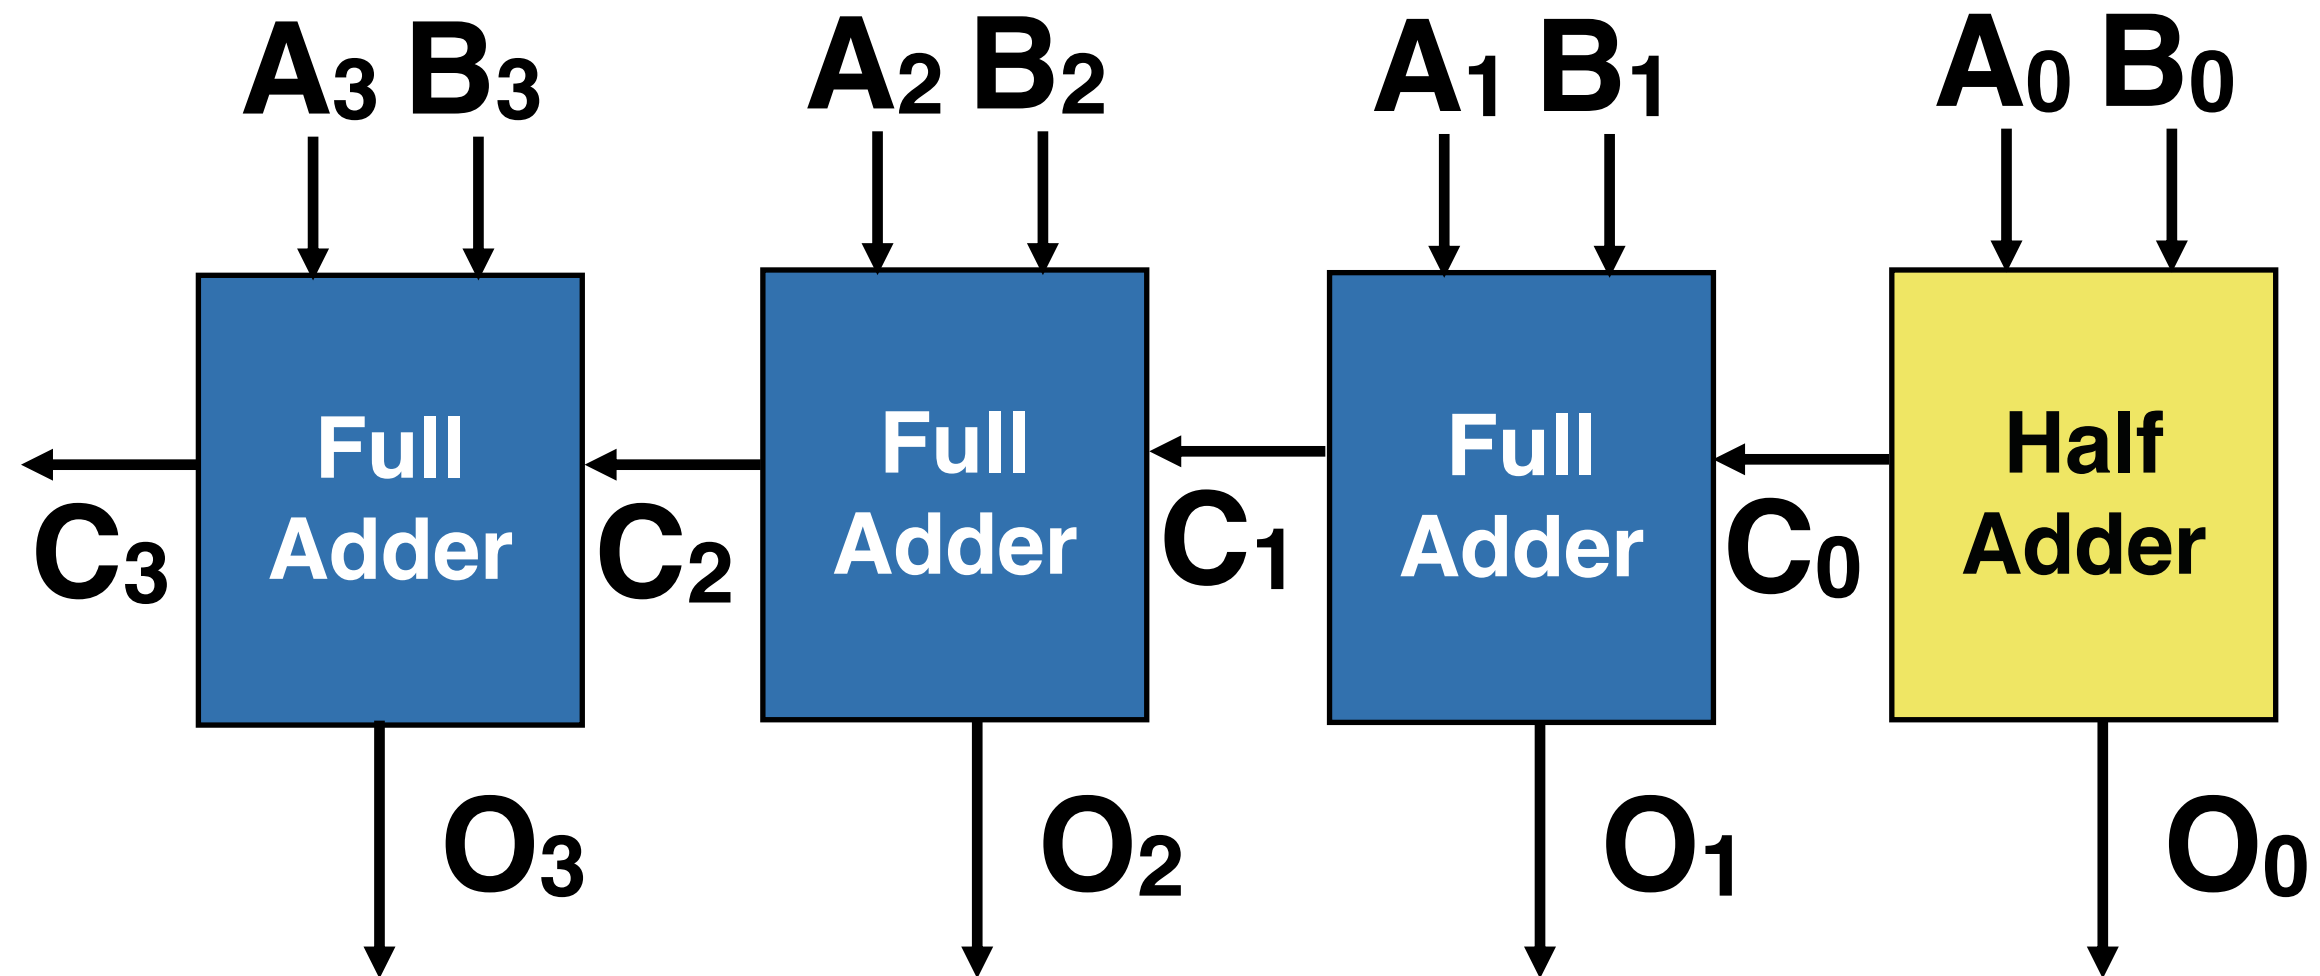 A3 B3 A2 B2 A1 B1 A0 B0
Full Adder Full Adder Full Adder Half Adder
C3 C2 C1 C0
O3 O2 O1 O0